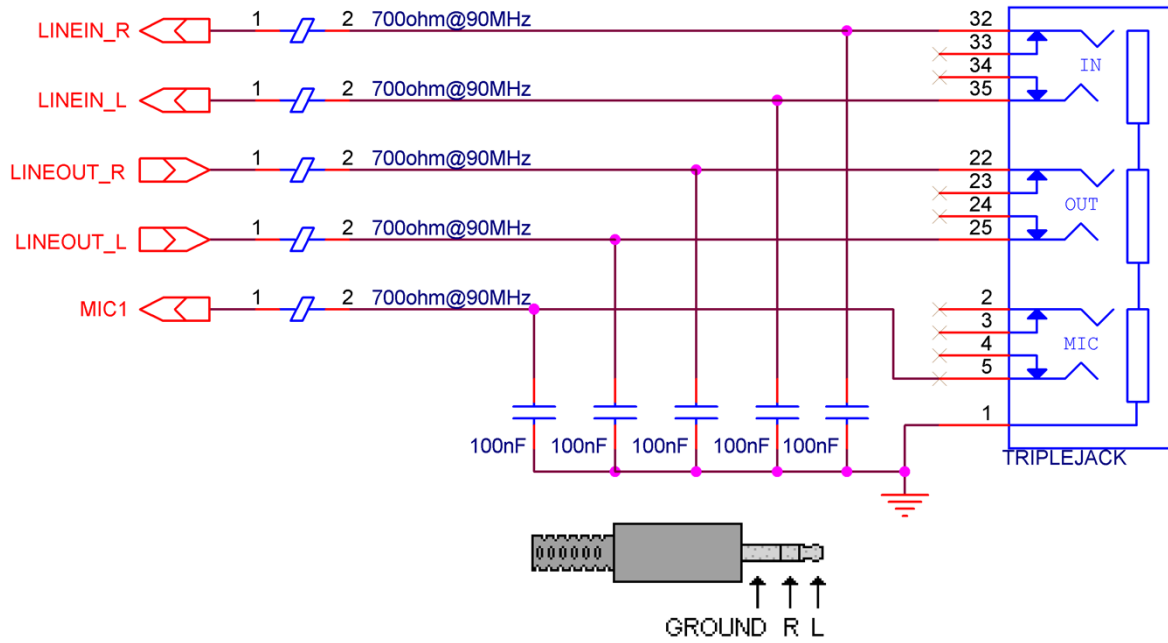 LINEIN_R 1 2 700ohm@90MHz 32
33
IN
34
LINEIN_L 1 2 700ohm@90MHz 35
LINEOUT_R 1 2 700ohm@90MHz 22
23
OUT
24
LINEOUT_L 1 2 700ohm@90MHz 25
MIC1 1 2 700ohm@90MHz 2
3
MIC
4
5
1
100nF 100nF 100nF 100nF 100nF
TRIPLEJACK
GROUND R L